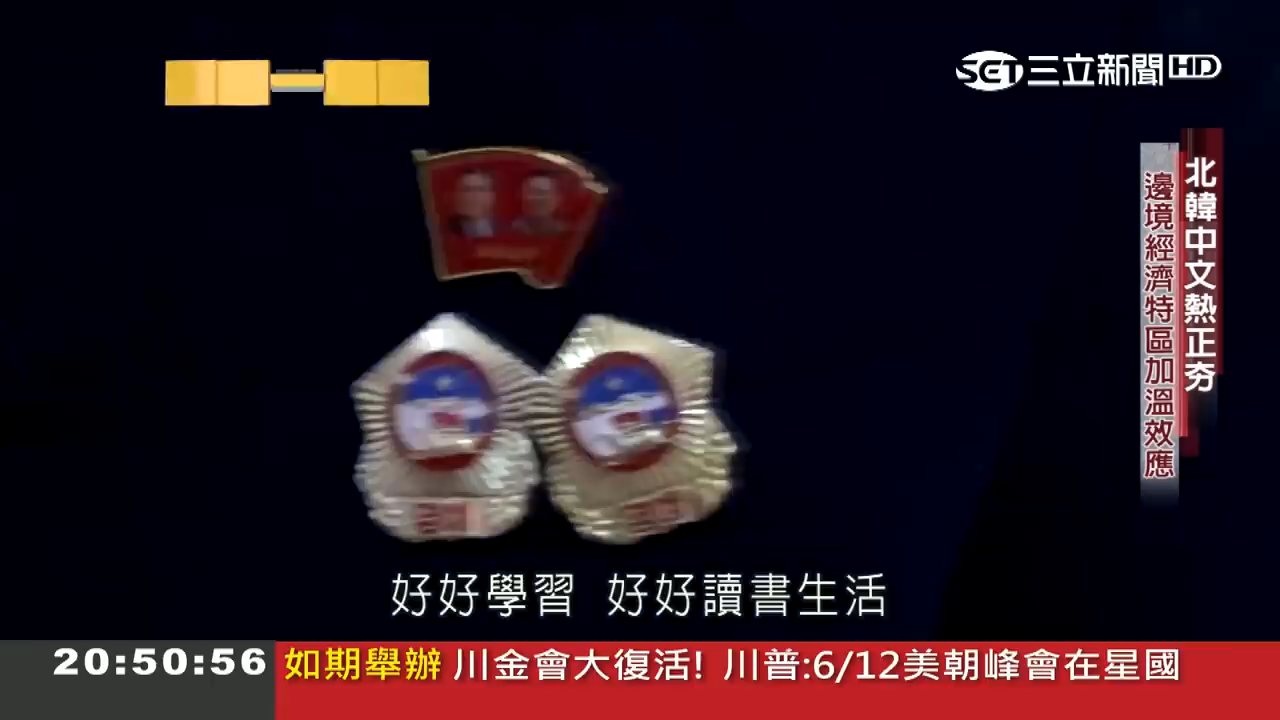 SET三立新聞HD
北韓中文熱正夯
邊境經濟特區加溫效應
好好學習 好好讀書生活
20:50:56
如期舉辦 川金會大復活! 川普:6/12美朝峰會在星國